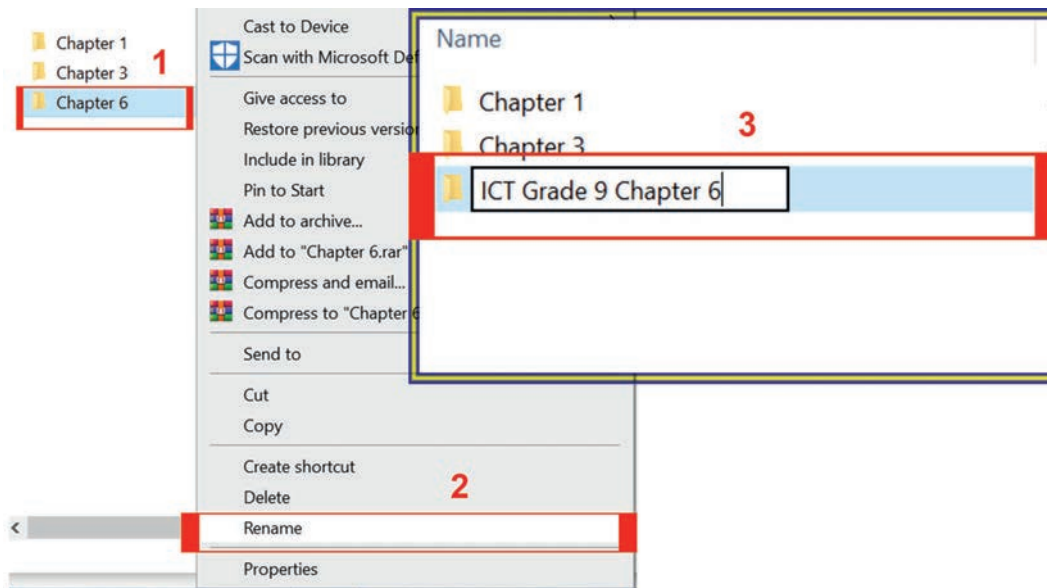 Chapter 1
Chapter 3
Chapter 6
1
Cast to Device
Scan with Microsoft Def
Give access to
Restore previous version
Include in library
Pin to Start
Add to archive...
Add to "Chapter 6.rar"
Compress and email...
Compress to "Chapter 6
Send to
Cut
Copy
Create shortcut
Delete
2
Rename
Properties
Name
Chapter 1
3
Chapter 3
ICT Grade 9 Chapter 6